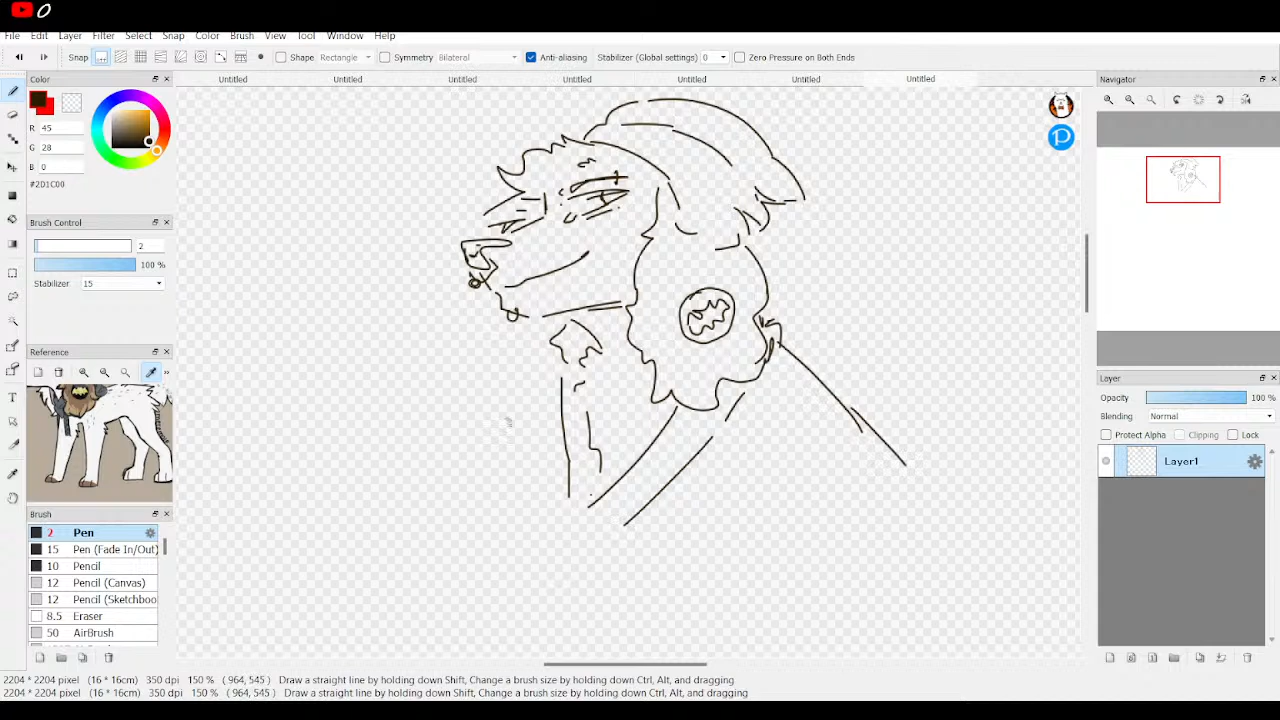 0
File Edit Layer Filter Select Snap Color Brush View Tool Window Help
Snap Shape Rectangle Symmetry Bilateral Anti-aliasing Stabilizer (Global settings) 0 Zero Pressure on Both Ends
Color Untitled Untitled Untitled Untitled Untitled Untitled Untitled Navigator
R 45
G 28
B 0
#2D1C00
Brush Control
2
100 %
Stabilizer 15
Reference
Layer
Opacity 100 %
Blending Normal
Protect Alpha Clipping Lock
Layer1
Brush
2 Pen
15 Pen (Fade In/Out)
10 Pencil
12 Pencil (Canvas)
12 Pencil (Sketchboo
8.5 Eraser
50 AirBrush
2204 * 2204 pixel (16 * 16cm) 350 dpi 150 % ( 964, 545 ) Draw a straight line by holding down Shift, Change a brush size by holding down Ctrl, Alt, and dragging
2204 * 2204 pixel (16 * 16cm) 350 dpi 150 % ( 964, 545 ) Draw a straight line by holding down Shift, Change a brush size by holding down Ctrl, Alt, and dragging